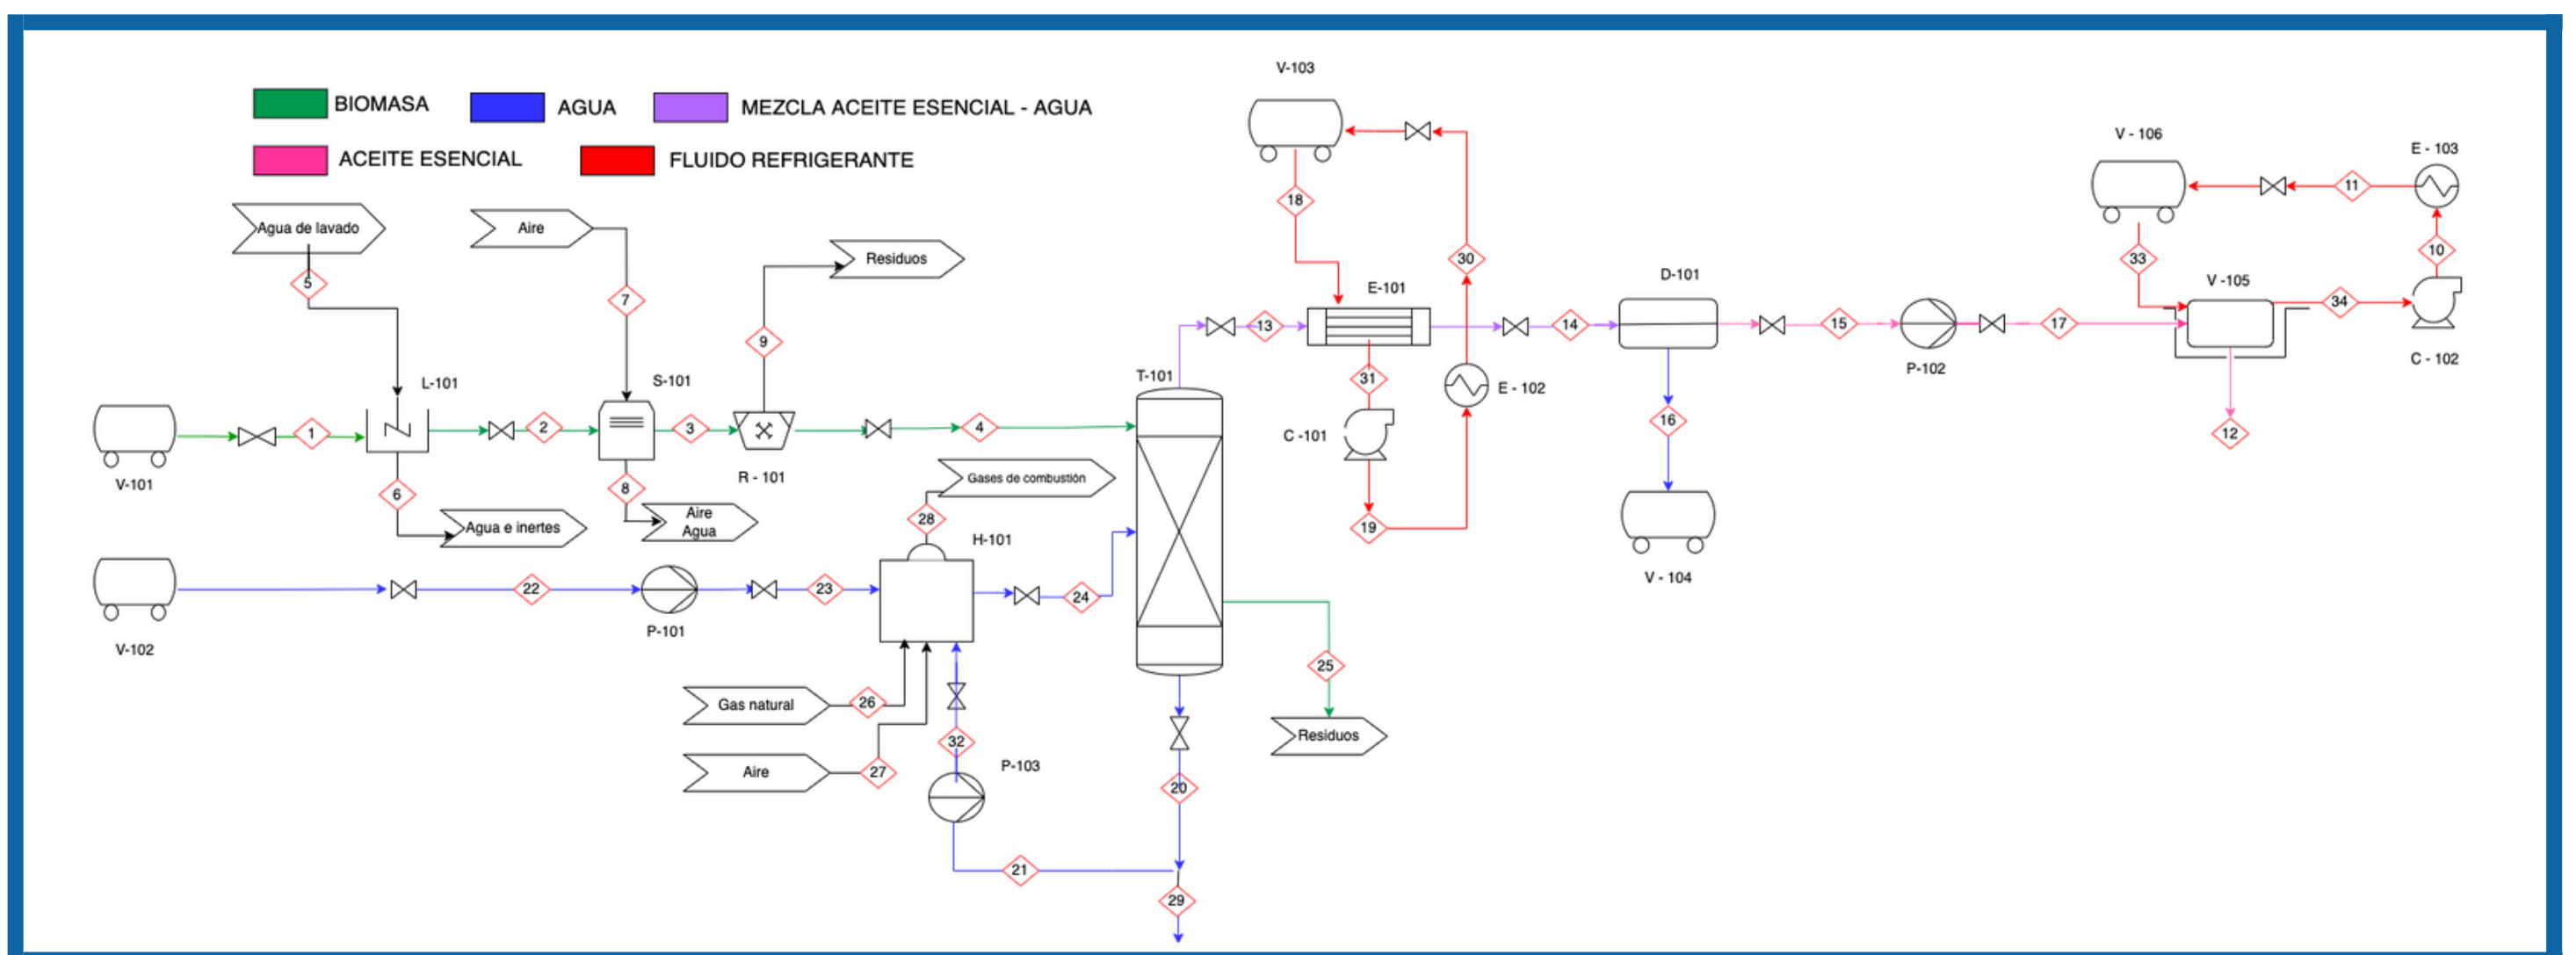 V-103
BIOMASA
AGUA
MEZCLA ACEITE ESENCIAL - AGUA
ACEITE ESENCIAL
FLUIDO REFRIGERANTE
V - 106
E - 103
11
18
10
Agua de lavado
Aire
Residuos
30
33
5
7
E-101
D-101
V -105
34
9
13
14
15
17
P-102
C - 102
L-101
S-101
T-101
31
E - 102
1
2
3
4
C -101
16
12
V-101
R - 101
6
8
Gases de combustión
Agua e inertes
Aire
Agua
28
19
H-101
V - 104
22
23
24
P-101
V-102
25
Gas natural
26
Residuos
32
Aire
27
P-103
20
21
29